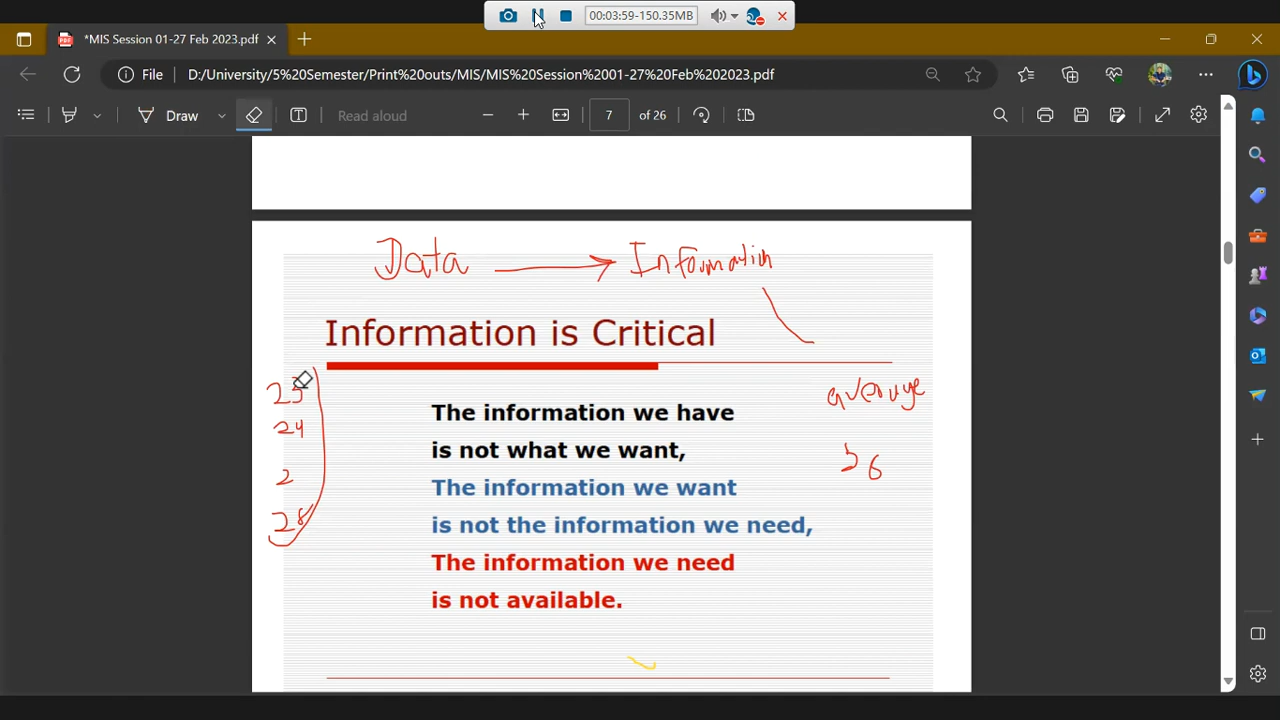 00:03:59-150.35MB
*MIS Session 01-27 Feb 2023.pdf
File D:/University/5%20Semester/Print%20outs/MIS/MIS%20Session%2001-27%20Feb%202023.pdf
Draw Read aloud 7 of 26
Data → Information
Information is Critical
25
24
2
28
average
The information we have
is not what we want,
The information we want
is not the information we need,
The information we need
is not available.